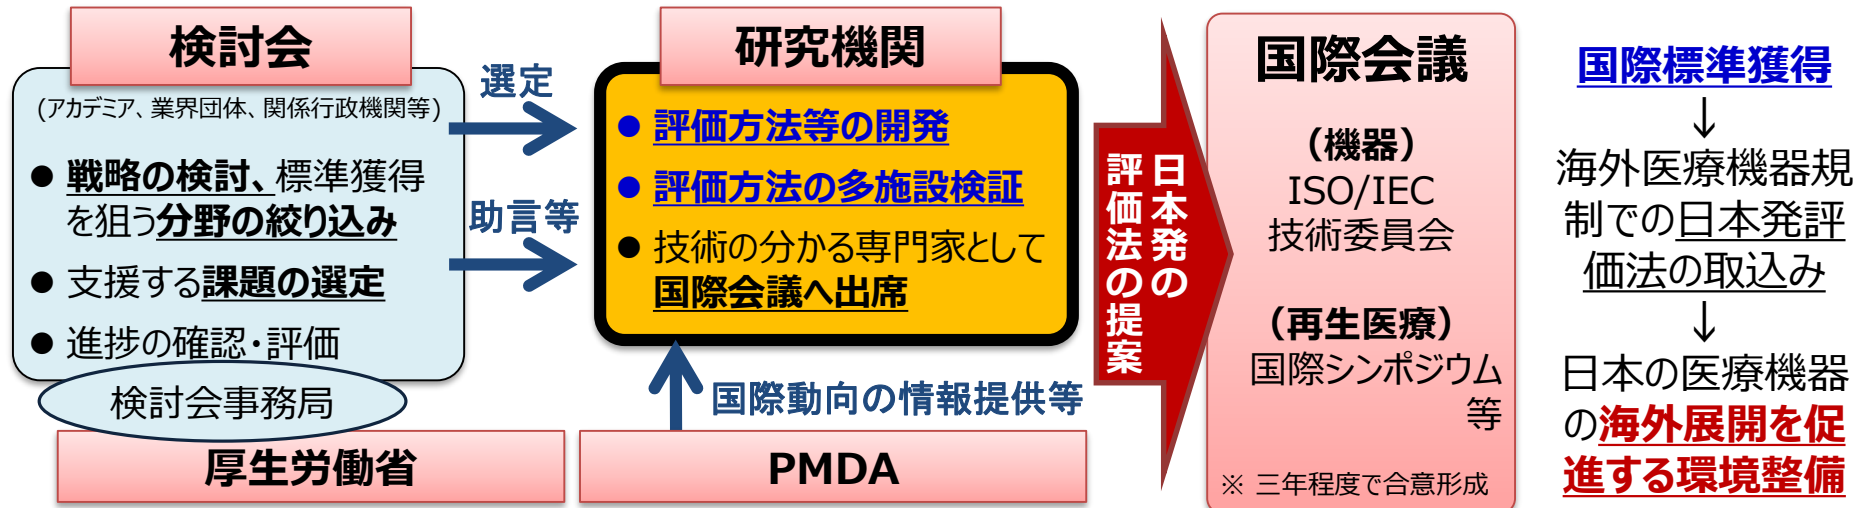 検討会
(アカデミア、業界団体、関係行政機関等)
● 戦略の検討、標準獲得
を狙う分野の絞り込み
● 支援する課題の選定
● 進捗の確認・評価
検討会事務局
厚生労働省
選定
助言等
研究機関
● 評価方法等の開発
● 評価方法の多施設検証
● 技術の分かる専門家として
国際会議へ出席
国際動向の情報提供等
PMDA
日本発の
評価法の提案
国際会議
（機器）
ISO/IEC
技術委員会
（再生医療）
国際シンポジウム
等
※ 三年程度で合意形成
国際標準獲得
↓
海外医療機器規
制での日本発評
価法の取込み
↓
日本の医療機器
の海外展開を促
進する環境整備